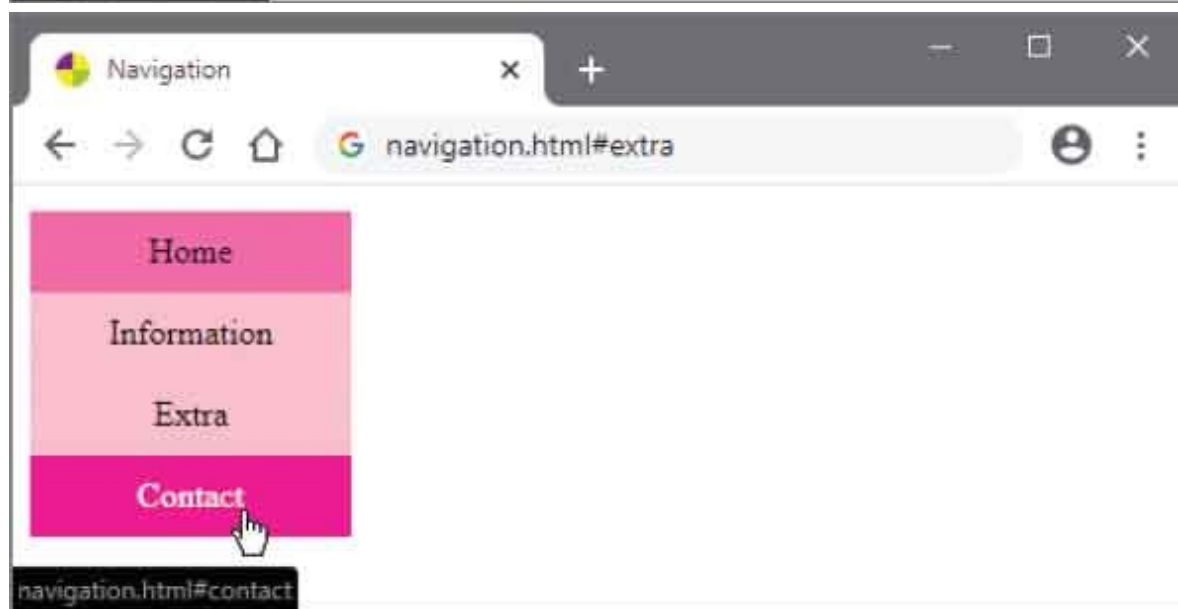 Navigation
navigation.html#extra
Home
Information
Extra
Contact
navigation.html#contact